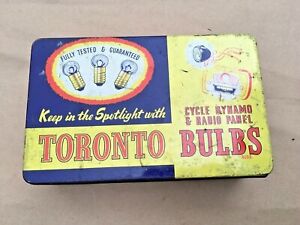 FULLY TESTED & GUARANTEED
Keep in the Spotlight with
TORONTO
CYCLE DYNAMO
& RADIO PANEL
BULBS